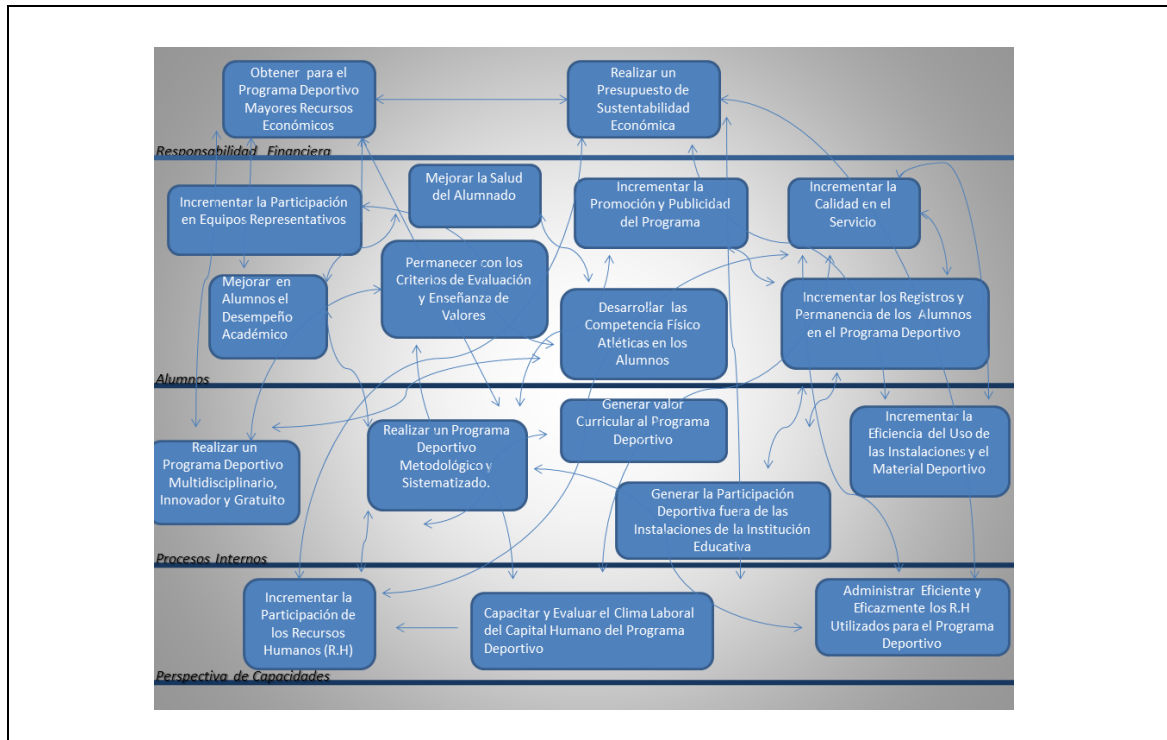 Obtener para el
Programa Deportivo
Mayores Recursos
Económicos
Realizar un
Presupuesto de
Sustentabilidad
Económica
Responsabilidad Financiera
Incrementar la Participación
en Equipos Representativos
Mejorar la Salud
del Alumnado
Incrementar la
Promoción y Publicidad
del Programa
Incrementar la
Calidad en el
Servicio
Mejorar en
Alumnos el
Desempeño
Académico
Permanecer con los
Criterios de Evaluación
y Enseñanza de
Valores
Desarrollar las
Competencia Físico
Atléticas en los
Alumnos
Incrementar los Registros y
Permanencia de los Alumnos
en el Programa Deportivo
Alumnos
Realizar un
Programa Deportivo
Multidisciplinario,
Innovador y Gratuito
Realizar un Programa
Deportivo
Metodológico y
Sistematizado.
Generar valor
Curricular al Programa
Deportivo
Generar la Participación
Deportiva fuera de las
Instalaciones de la Institución
Educativa
Incrementar la
Eficiencia del Uso de
las Instalaciones y el
Material Deportivo
Procesos Internos
Incrementar la
Participación de
los Recursos
Humanos (R.H)
Capacitar y Evaluar el Clima Laboral
del Capital Humano del Programa
Deportivo
Administrar Eficiente y
Eficazmente los R.H
Utilizados para el Programa
Deportivo
Perspectiva de Capacidades